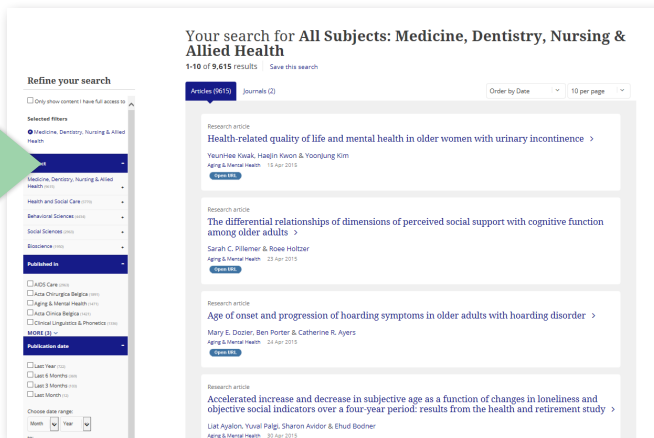 Your search for All Subjects: Medicine, Dentistry, Nursing &
Allied Health
1-10 of 9,615 results Save this search
Refine your search
Only show content I have full access to
Selected filters
Medicine, Dentistry, Nursing & Allied
Health
Medicine, Dentistry, Nursing & Allied
Health
Health and Social Care
Behavioral Sciences
Social Sciences
Bioscience
Published in
AIDS Care
Acta Chirurgica Belgica
Aging & Mental Health
Acta Clinica Belgica
Clinical Linguistics & Phonetics
MORE (3)
Publication date
Last Year
Last 6 Months
Last 3 Months
Last Month
Choose date range:
Month Year
Articles (9615) Journals (2) Order by Date 10 per page
Research article
Health-related quality of life and mental health in older women with urinary incontinence >
YeunHee Kwak, HaeJin Kwon & YoonJung Kim
Aging & Mental Health 15 Apr 2015
Open URL
Research article
The differential relationships of dimensions of perceived social support with cognitive function
among older adults >
Sarah C. Pillemer & Roee Holtzer
Aging & Mental Health 23 Apr 2015
Open URL
Research article
Age of onset and progression of hoarding symptoms in older adults with hoarding disorder >
Mary E. Dozier, Ben Porter & Catherine R. Ayers
Aging & Mental Health 24 Apr 2015
Open URL
Research article
Accelerated increase and decrease in subjective age as a function of changes in loneliness and
objective social indicators over a four-year period: results from the health and retirement study >
Liat Ayalon, Yuval Palgi, Sharon Avidor & Ehud Bodner
Aging & Mental Health 30 Apr 2015